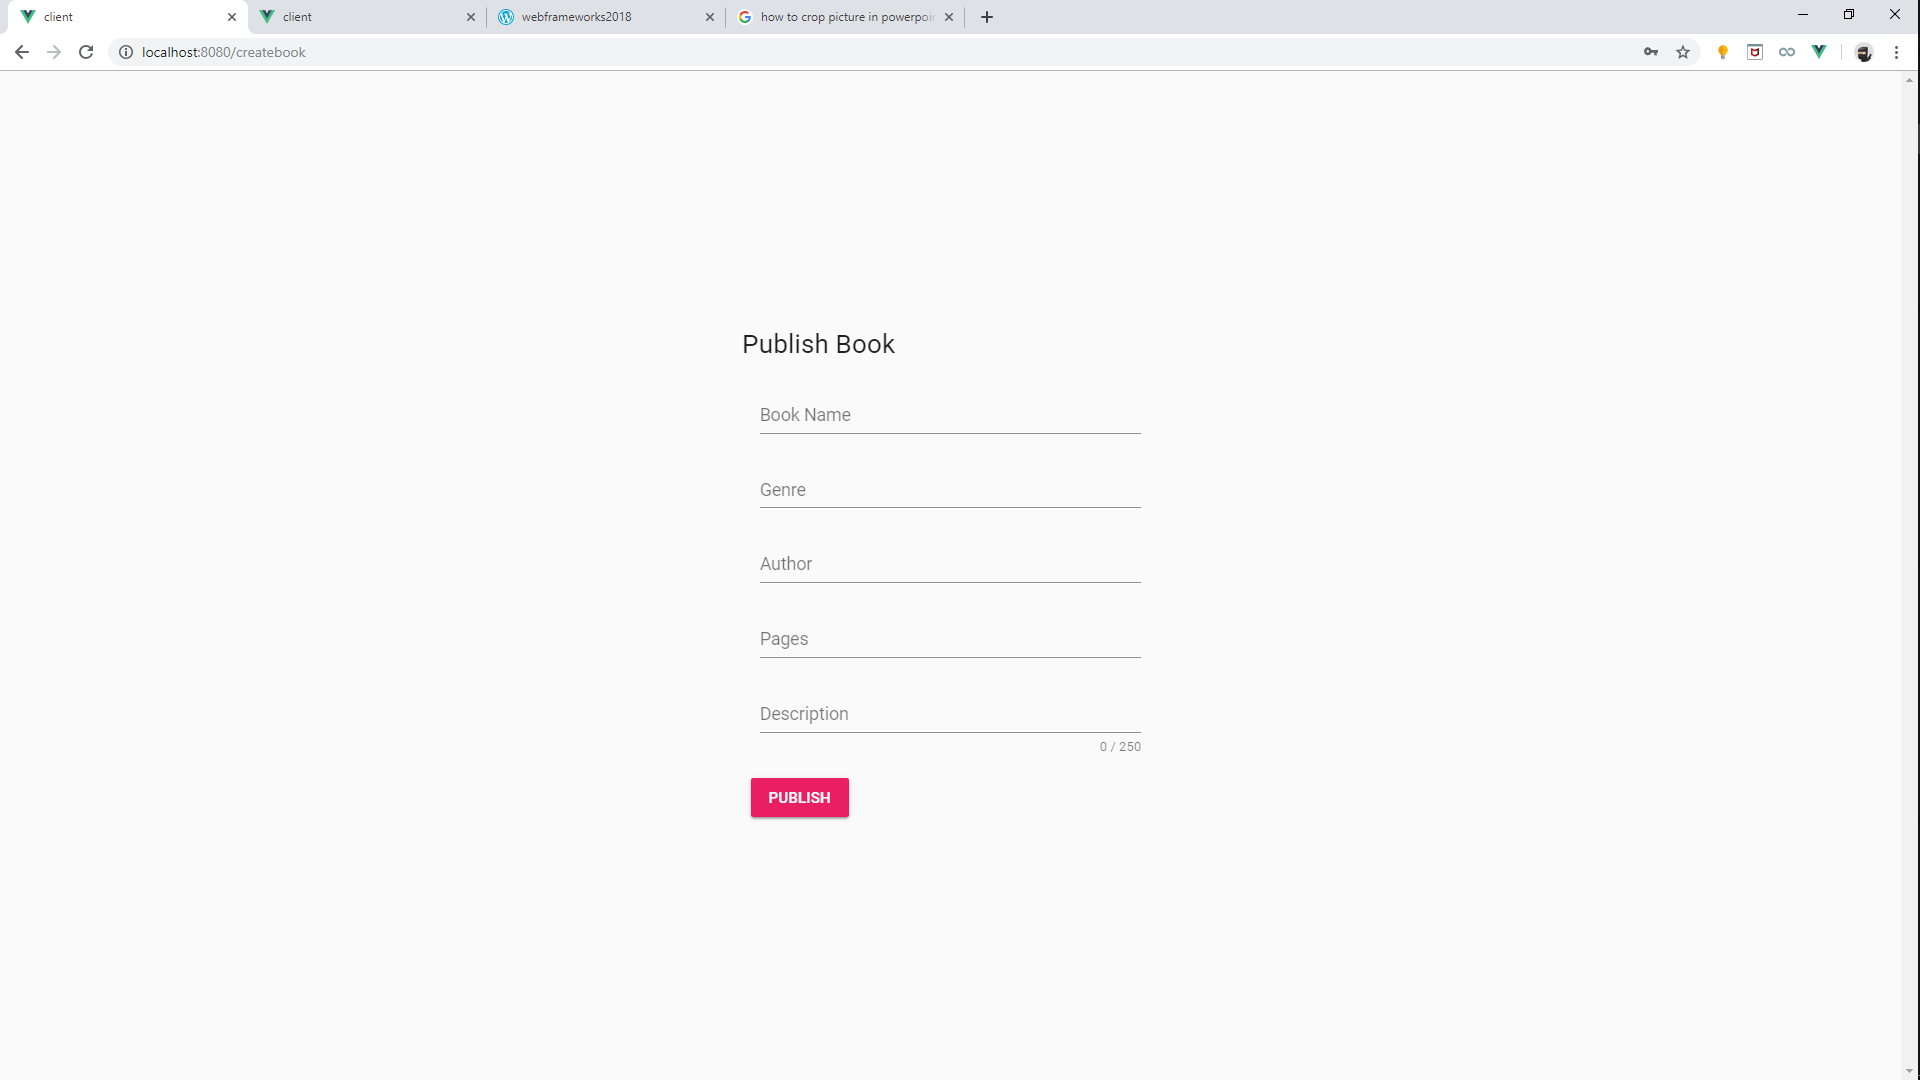 client
client
webframeworks2018
how to crop picture in powerpoin
localhost:8080/createbook
Publish Book
Book Name
Genre
Author
Pages
Description
0 / 250
PUBLISH